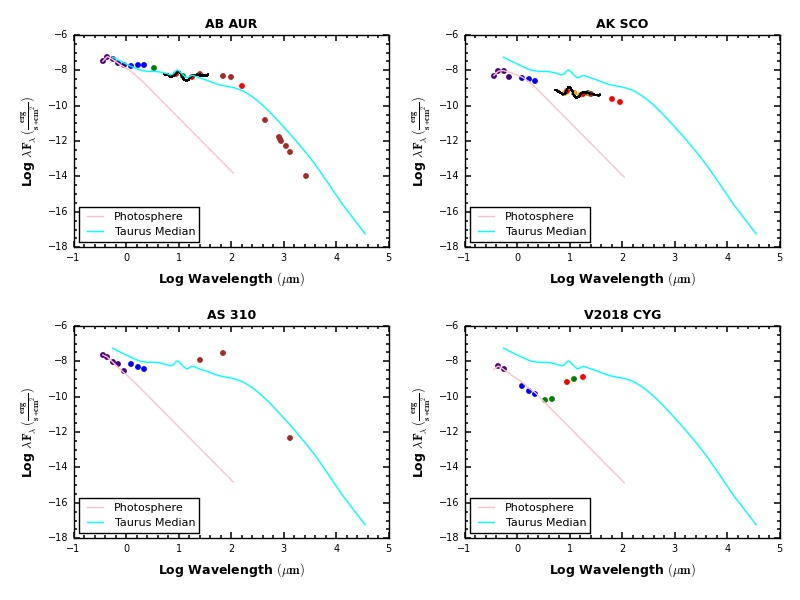 AB AUR
AK SCO
−6
−8
−10
−12
−14
−16
−18
Log λF_λ (erg / s*cm²)
Photosphere
Taurus Median
−1 0 1 2 3 4 5
Log Wavelength (μm)
−6
−8
−10
−12
−14
−16
−18
Log λF_λ (erg / s*cm²)
Photosphere
Taurus Median
−1 0 1 2 3 4 5
Log Wavelength (μm)
AS 310
V2018 CYG
−6
−8
−10
−12
−14
−16
−18
Log λF_λ (erg / s*cm²)
Photosphere
Taurus Median
−1 0 1 2 3 4 5
Log Wavelength (μm)
−6
−8
−10
−12
−14
−16
−18
Log λF_λ (erg / s*cm²)
Photosphere
Taurus Median
−1 0 1 2 3 4 5
Log Wavelength (μm)